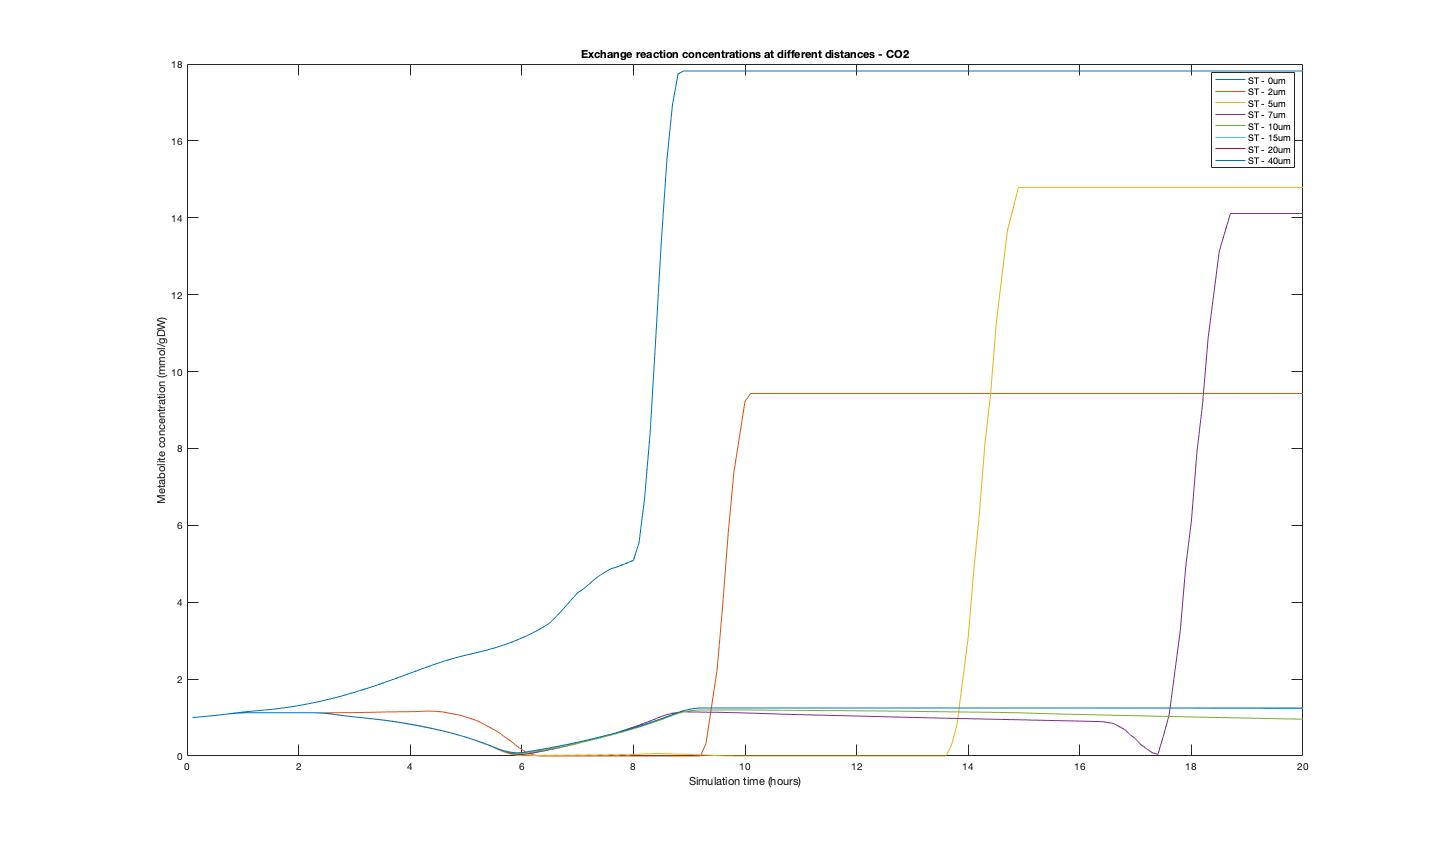 Exchange reaction concentrations at different distances - CO2
18
16
14
12
10
8
6
4
2
0
Metabolite concentration (mmol/gDW)
ST - 0um
ST - 2um
ST - 5um
ST - 7um
ST - 10um
ST - 15um
ST - 20um
ST - 40um
0 2 4 6 8 10 12 14 16 18 20
Simulation time (hours)